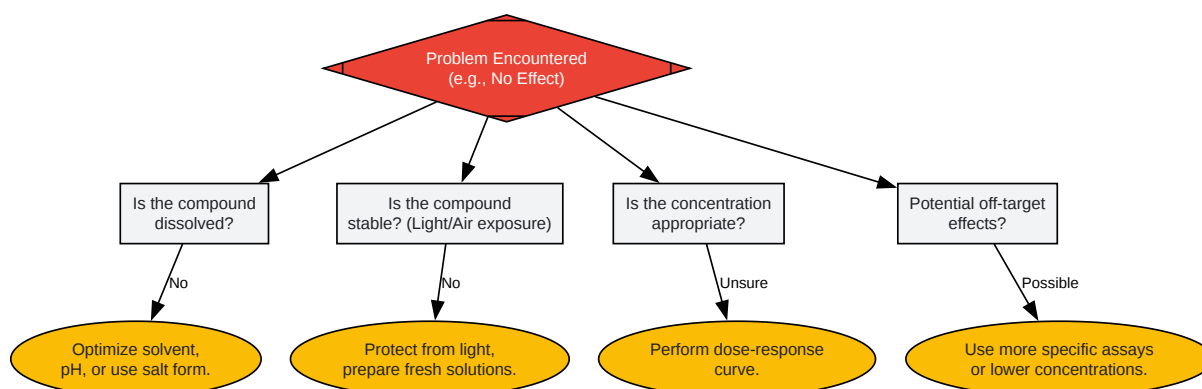 Problem Encountered
(e.g., No Effect)
Is the compound
dissolved?
Is the compound
stable? (Light/Air exposure)
Is the concentration
appropriate?
Potential off-target
effects?
No
No
Unsure
Possible
Optimize solvent,
pH, or use salt form.
Protect from light,
prepare fresh solutions.
Perform dose-response
curve.
Use more specific assays
or lower concentrations.